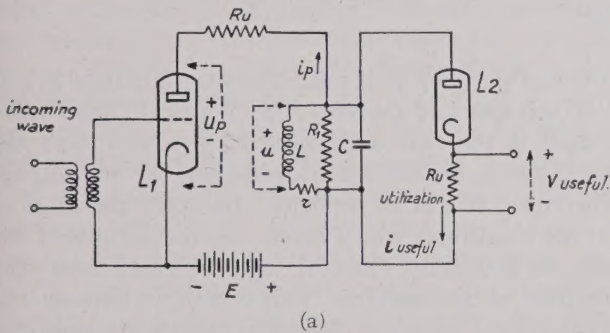 Ru
ip
L2
incoming
wave
+
up
-
L1
+
u
-
L
R1
C
r
Ru
utilization
+
V useful.
-
i useful
-
E
+
(a)